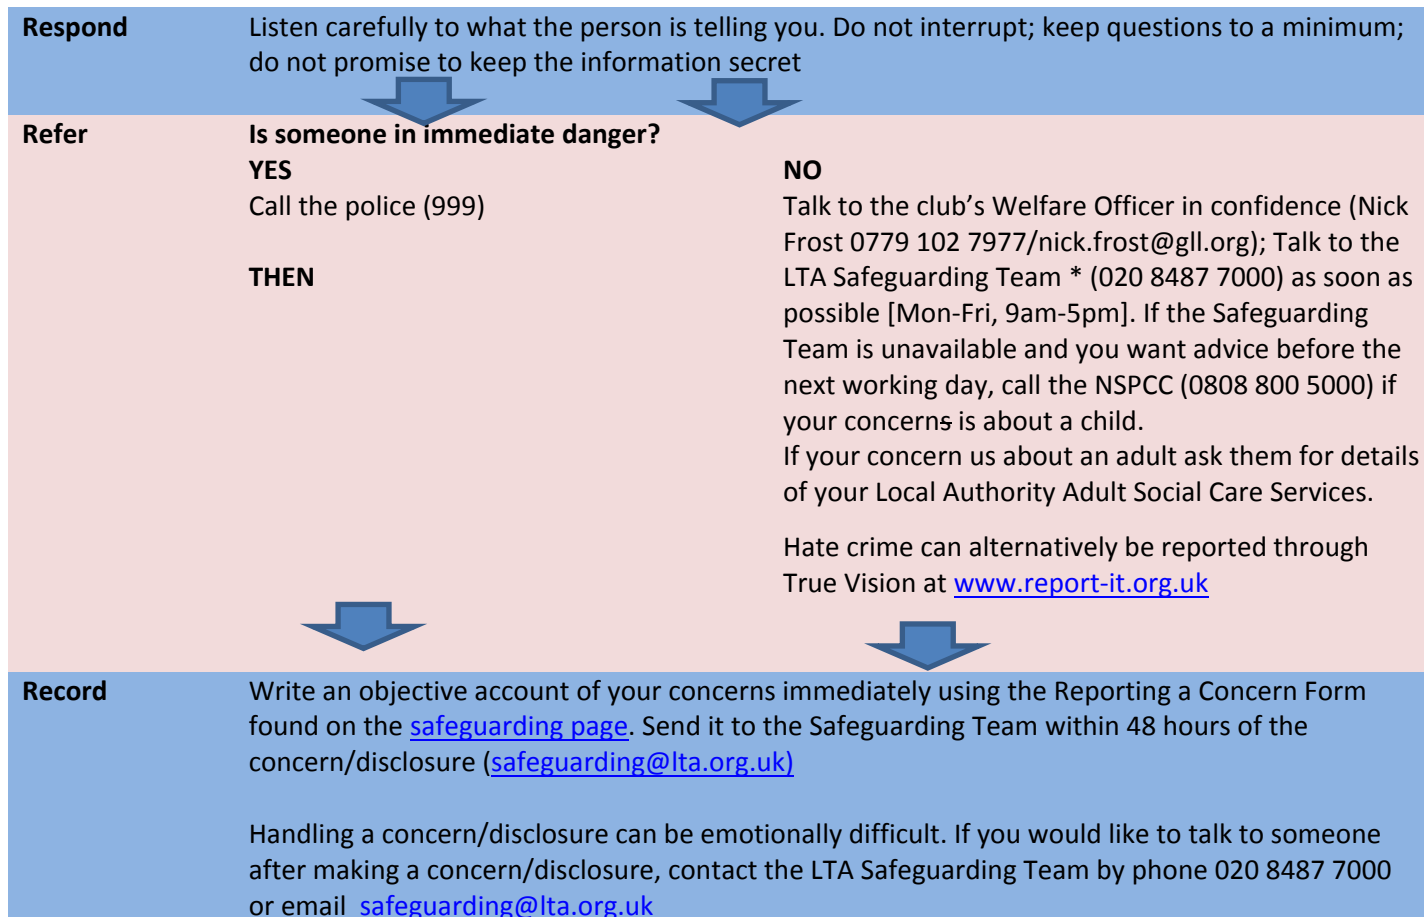 Respond Listen carefully to what the person is telling you. Do not interrupt; keep questions to a minimum;
do not promise to keep the information secret
Refer Is someone in immediate danger?
YES
Call the police (999)
THEN
NO
Talk to the club’s Welfare Officer in confidence (Nick
Frost 0779 102 7977/nick.frost@gll.org); Talk to the
LTA Safeguarding Team * (020 8487 7000) as soon as
possible [Mon-Fri, 9am-5pm]. If the Safeguarding
Team is unavailable and you want advice before the
next working day, call the NSPCC (0808 800 5000) if
your concerns is about a child.
If your concern us about an adult ask them for details
of your Local Authority Adult Social Care Services.
Hate crime can alternatively be reported through
True Vision at www.report-it.org.uk
Record Write an objective account of your concerns immediately using the Reporting a Concern Form
found on the safeguarding page. Send it to the Safeguarding Team within 48 hours of the
concern/disclosure (safeguarding@lta.org.uk)
Handling a concern/disclosure can be emotionally difficult. If you would like to talk to someone
after making a concern/disclosure, contact the LTA Safeguarding Team by phone 020 8487 7000
or email safeguarding@lta.org.uk